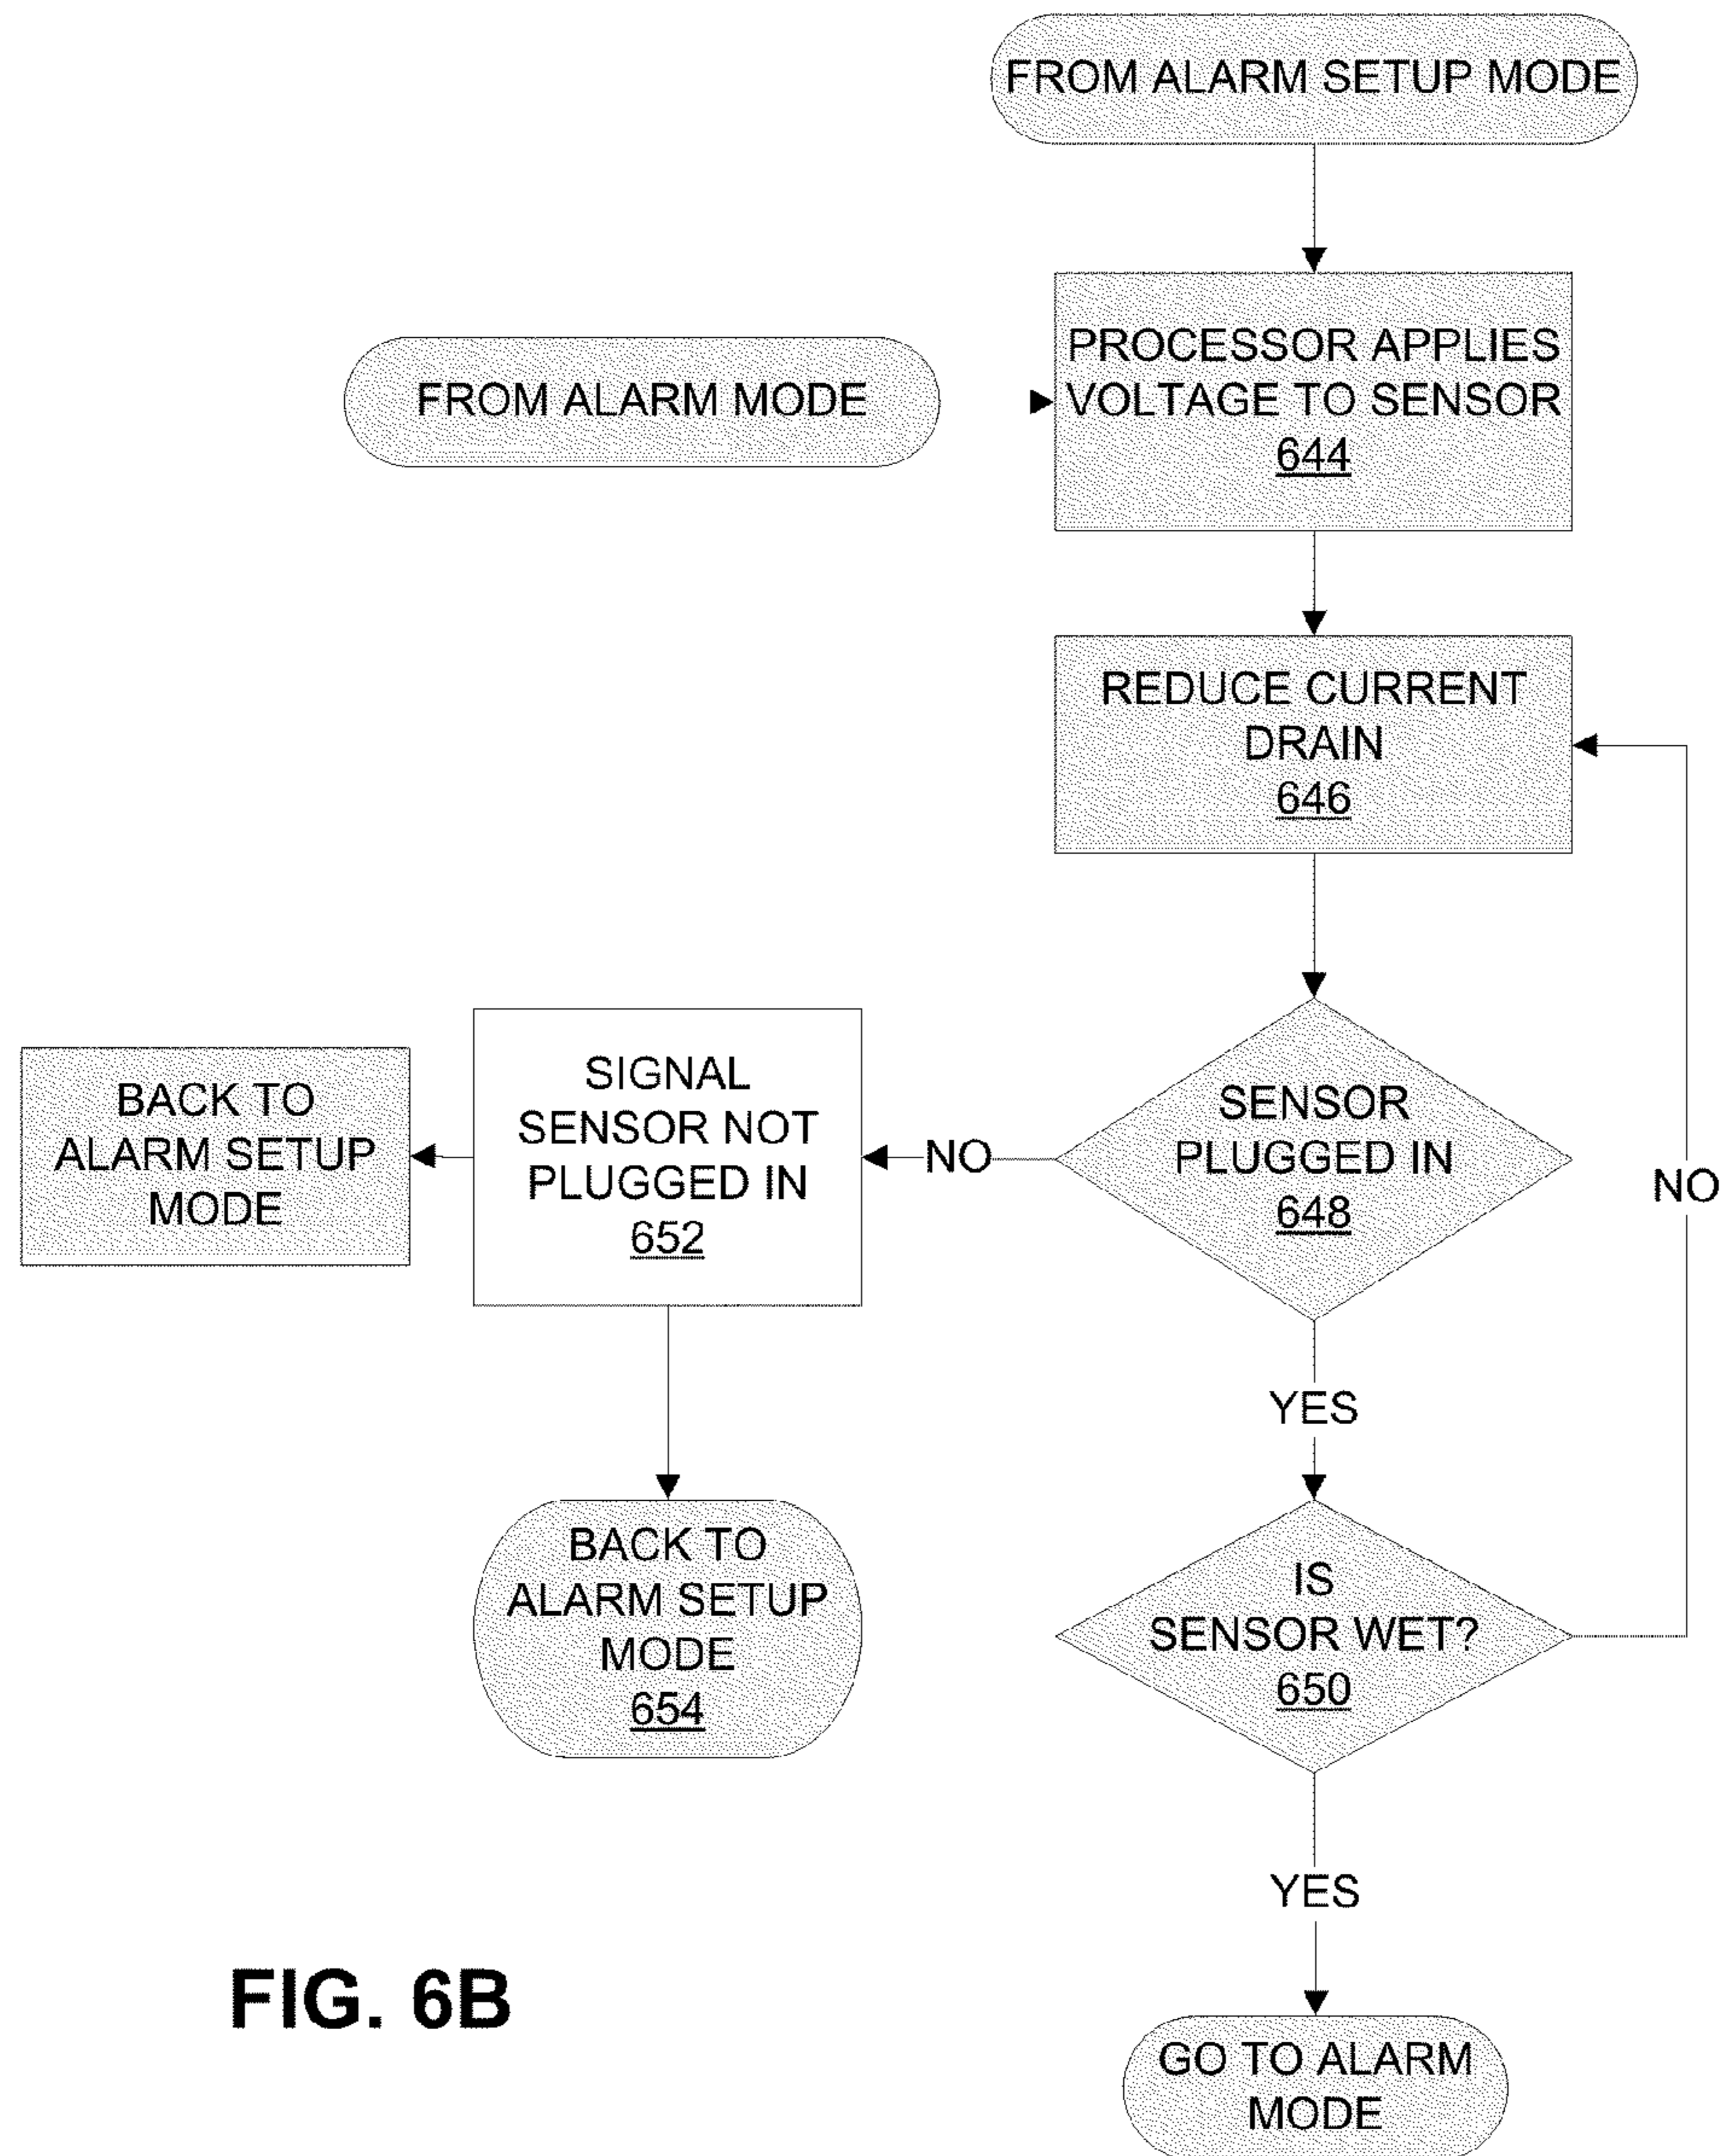 FROM ALARM SETUP MODE
FROM ALARM MODE
PROCESSOR APPLIES
VOLTAGE TO SENSOR
644
REDUCE CURRENT
DRAIN
646
SENSOR
PLUGGED IN
648
NO
SIGNAL
SENSOR NOT
PLUGGED IN
652
BACK TO
ALARM SETUP
MODE
NO
YES
BACK TO
ALARM SETUP
MODE
654
IS
SENSOR WET?
650
YES
GO TO ALARM
MODE
FIG. 6B